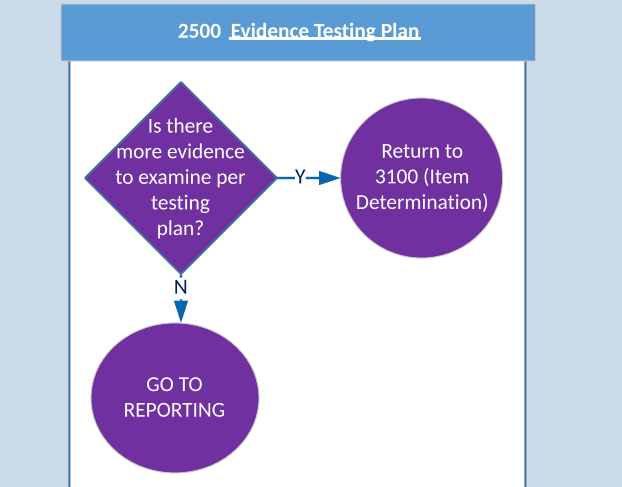 2500 Evidence Testing Plan
Is there
more evidence
to examine per
testing
plan?
Y
Return to
3100 (Item
Determination)
N
GO TO
REPORTING